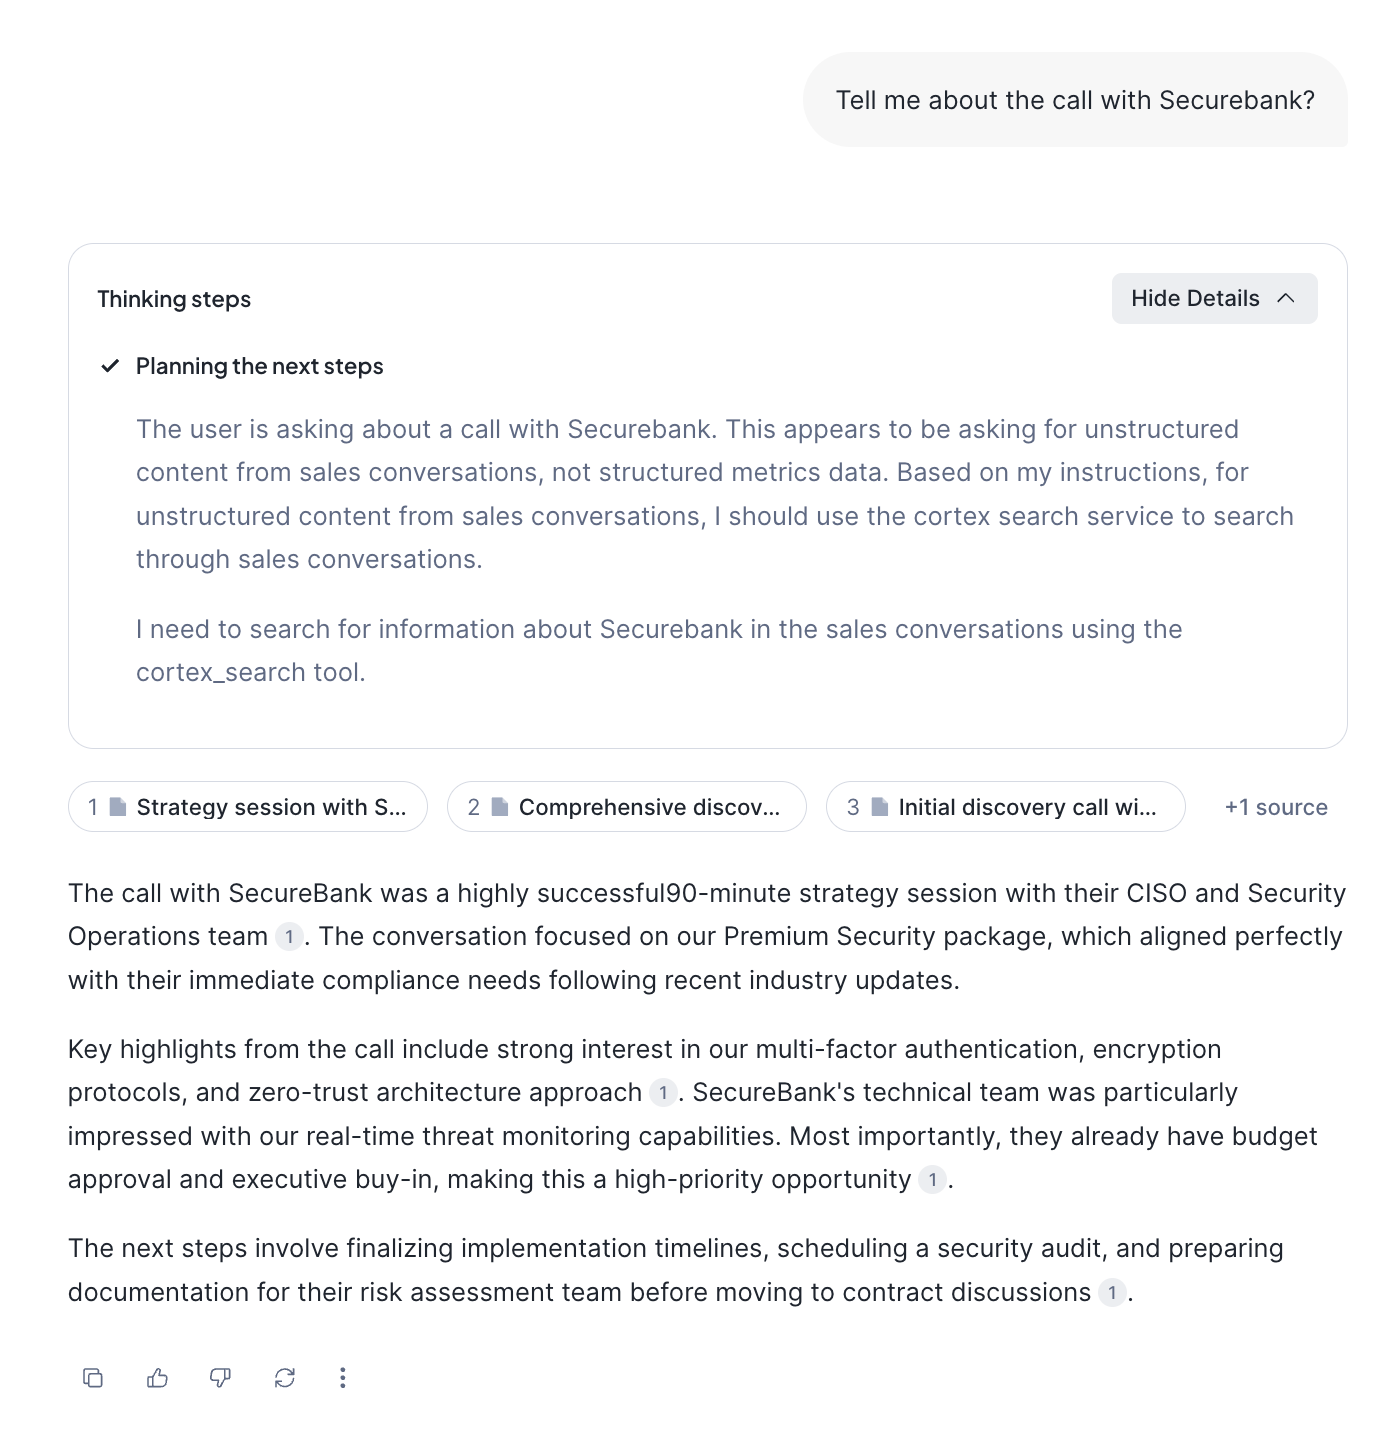 Tell me about the call with Securebank?
Thinking steps
Hide Details
Planning the next steps
The user is asking about a call with Securebank. This appears to be asking for unstructured
content from sales conversations, not structured metrics data. Based on my instructions, for
unstructured content from sales conversations, I should use the cortex search service to search
through sales conversations.
I need to search for information about Securebank in the sales conversations using the
cortex_search tool.
1 Strategy session with S...
2 Comprehensive discov...
3 Initial discovery call wi...
+1 source
The call with SecureBank was a highly successful90-minute strategy session with their CISO and Security
Operations team 1. The conversation focused on our Premium Security package, which aligned perfectly
with their immediate compliance needs following recent industry updates.
Key highlights from the call include strong interest in our multi-factor authentication, encryption
protocols, and zero-trust architecture approach 1. SecureBank's technical team was particularly
impressed with our real-time threat monitoring capabilities. Most importantly, they already have budget
approval and executive buy-in, making this a high-priority opportunity 1.
The next steps involve finalizing implementation timelines, scheduling a security audit, and preparing
documentation for their risk assessment team before moving to contract discussions 1.